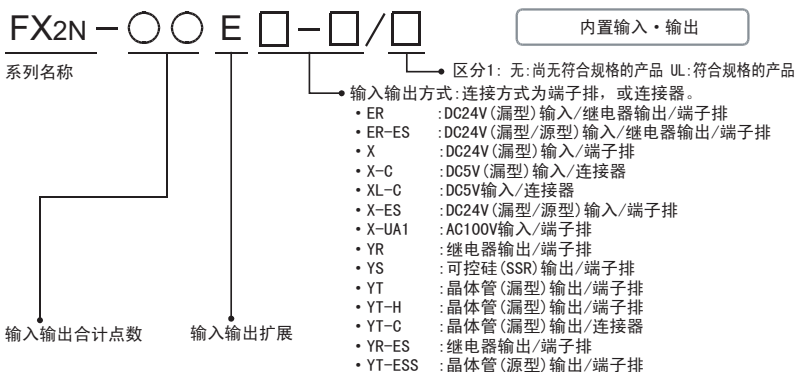 FX2N－○○ E □－□/□
内置输入・输出
系列名称
区分1: 无:尚无符合规格的产品 UL:符合规格的产品
输入输出方式:连接方式为端子排，或连接器。
・ER :DC24V(漏型)输入/继电器输出/端子排
・ER-ES :DC24V(漏型/源型)输入/继电器输出/端子排
・X :DC24V(漏型)输入/端子排
・X-C :DC5V(漏型)输入/连接器
・XL-C :DC5V输入/连接器
・X-ES :DC24V(漏型/源型)输入/端子排
・X-UA1 :AC100V输入/端子排
・YR :继电器输出/端子排
・YS :可控硅(SSR)输出/端子排
・YT :晶体管(漏型)输出/端子排
・YT-H :晶体管(漏型)输出/端子排
・YT-C :晶体管(漏型)输出/连接器
・YR-ES :继电器输出/端子排
・YT-ESS :晶体管(源型)输出/端子排
输入输出合计点数
输入输出扩展